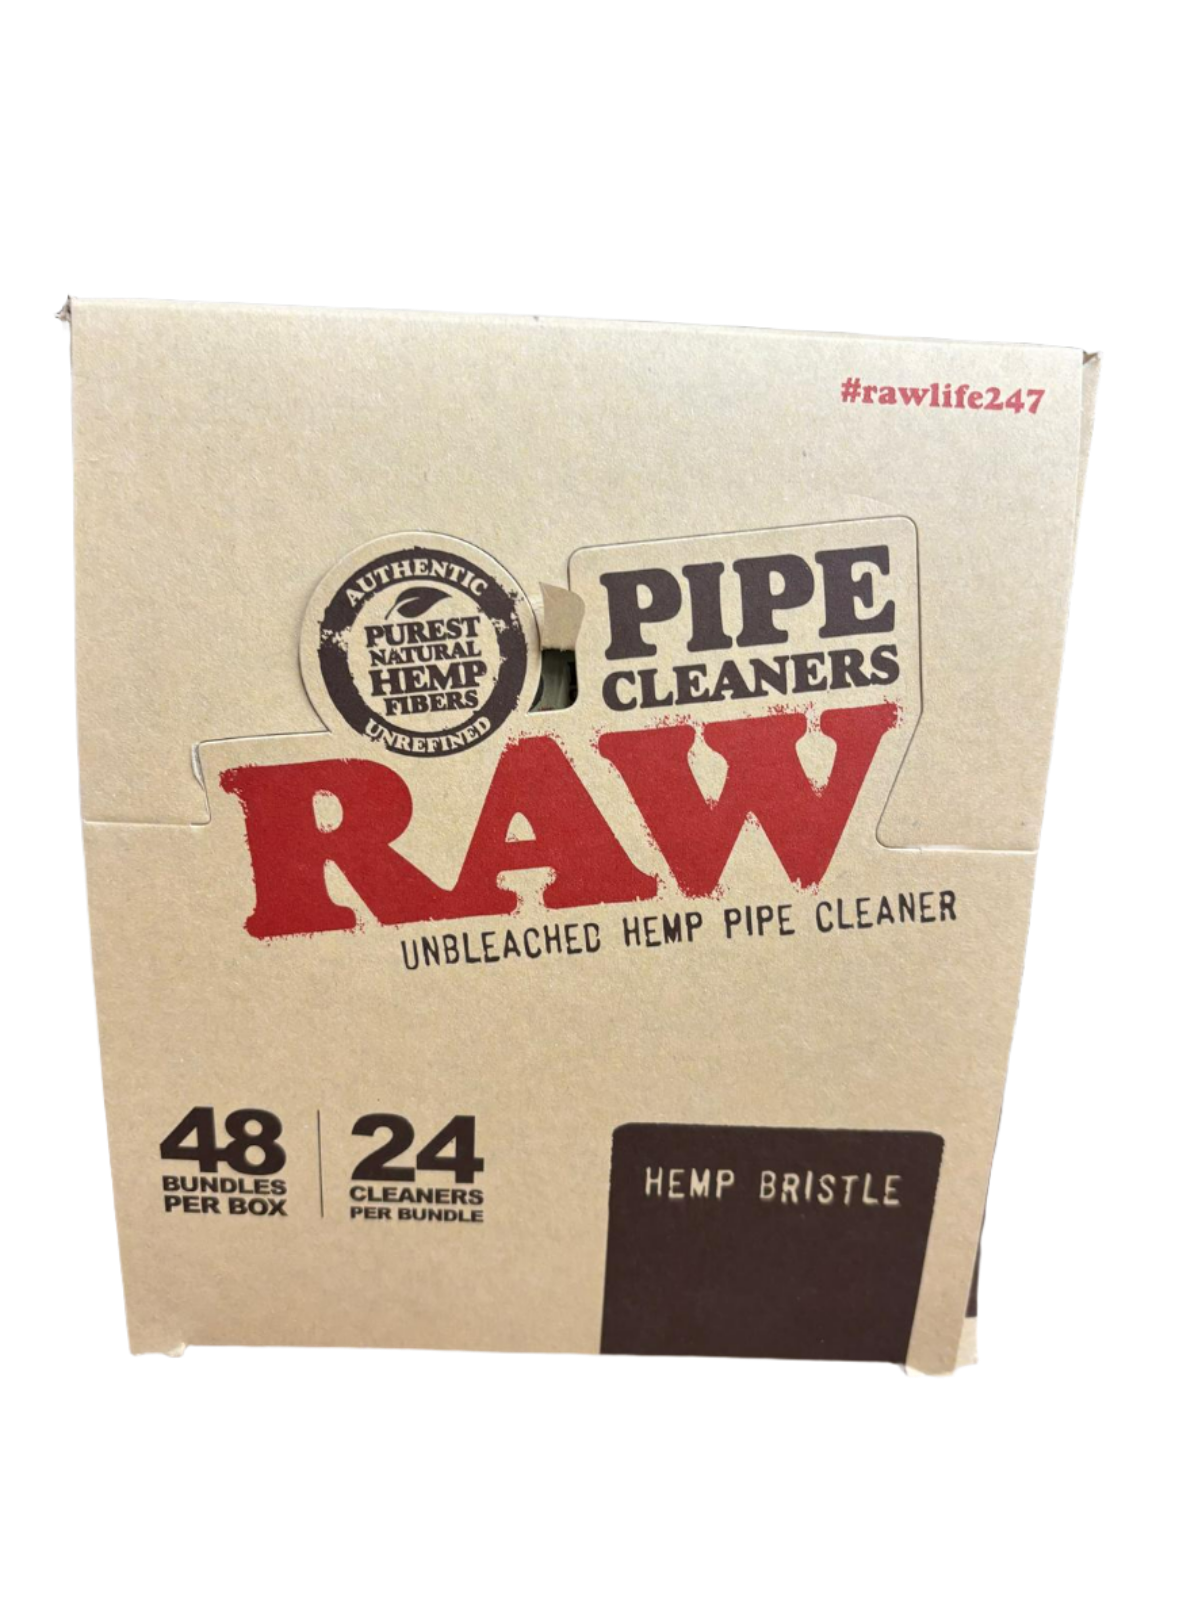 #rawlife247
AUTHENTIC
PUREST
NATURAL
HEMP
FIBERS
UNREFINED
PIPE
CLEANERS
RAW
UNBLEACHED HEMP PIPE CLEANER
48
BUNDLES
PER BOX
24
CLEANERS
PER BUNDLE
HEMP BRISTLE